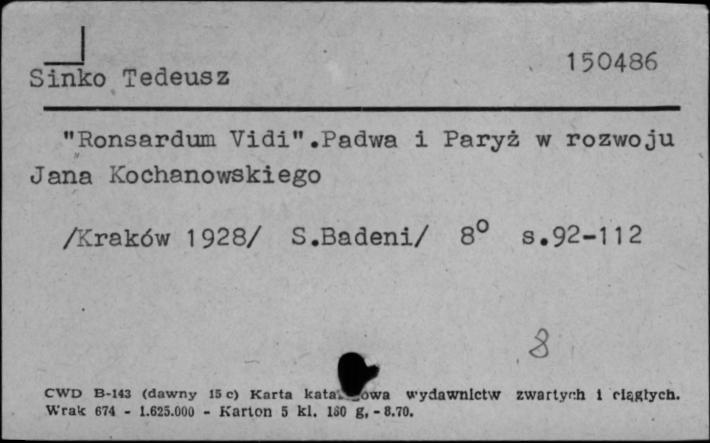 150486
Sinko Tedeusz
"Ronsardum Vidi".Padwa i Paryż w rozwoju
Jana Kochanowskiego
/Kraków 1928/ S.Badeni/ 8° s.92-112
8
CWD B-143 (dawny 15 c) Karta wydawnictw zwartych i ciągłych.
Wrak 674 - 1.625.000 - Karton 5 kl. 180 g, - 8.70.